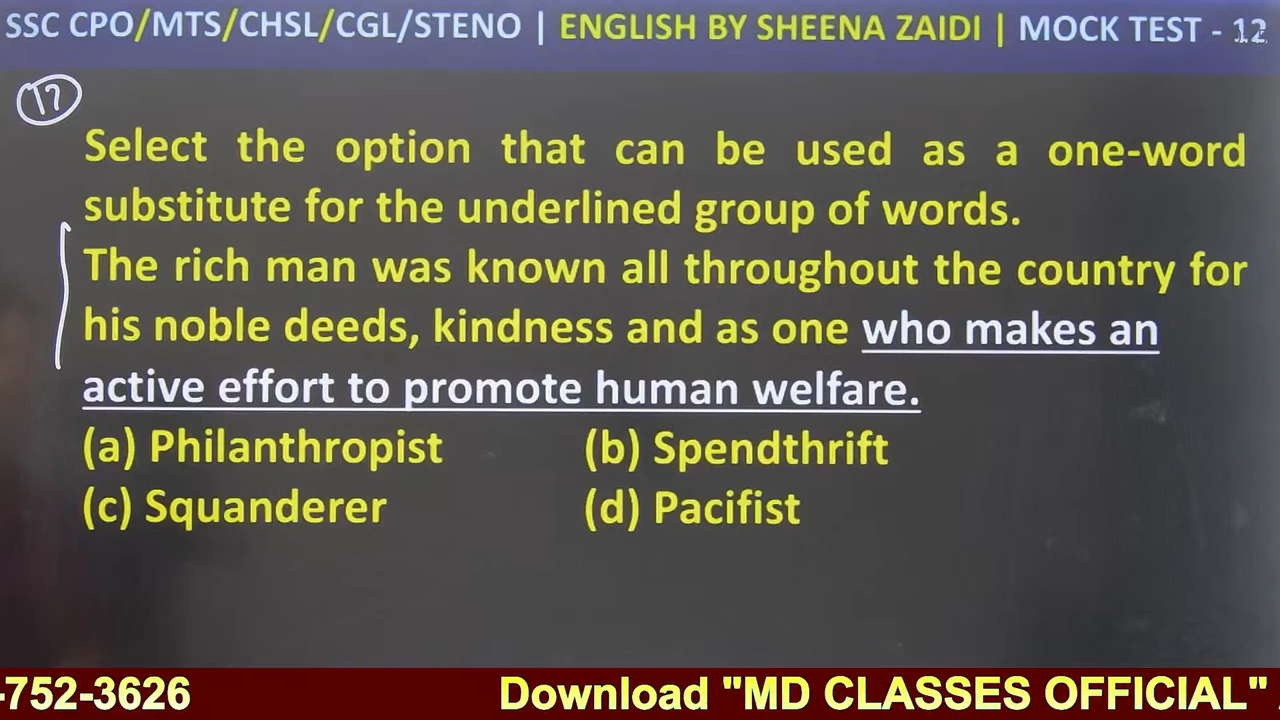 SSC CPO/MTS/CHSL/CGL/STENO | ENGLISH BY SHEENA ZAIDI | MOCK TEST - 12
17
Select the option that can be used as a one-word
substitute for the underlined group of words.
The rich man was known all throughout the country for
his noble deeds, kindness and as one who makes an
active effort to promote human welfare.
(a) Philanthropist (b) Spendthrift
(c) Squanderer (d) Pacifist
-752-3626 Download "MD CLASSES OFFICIAL"